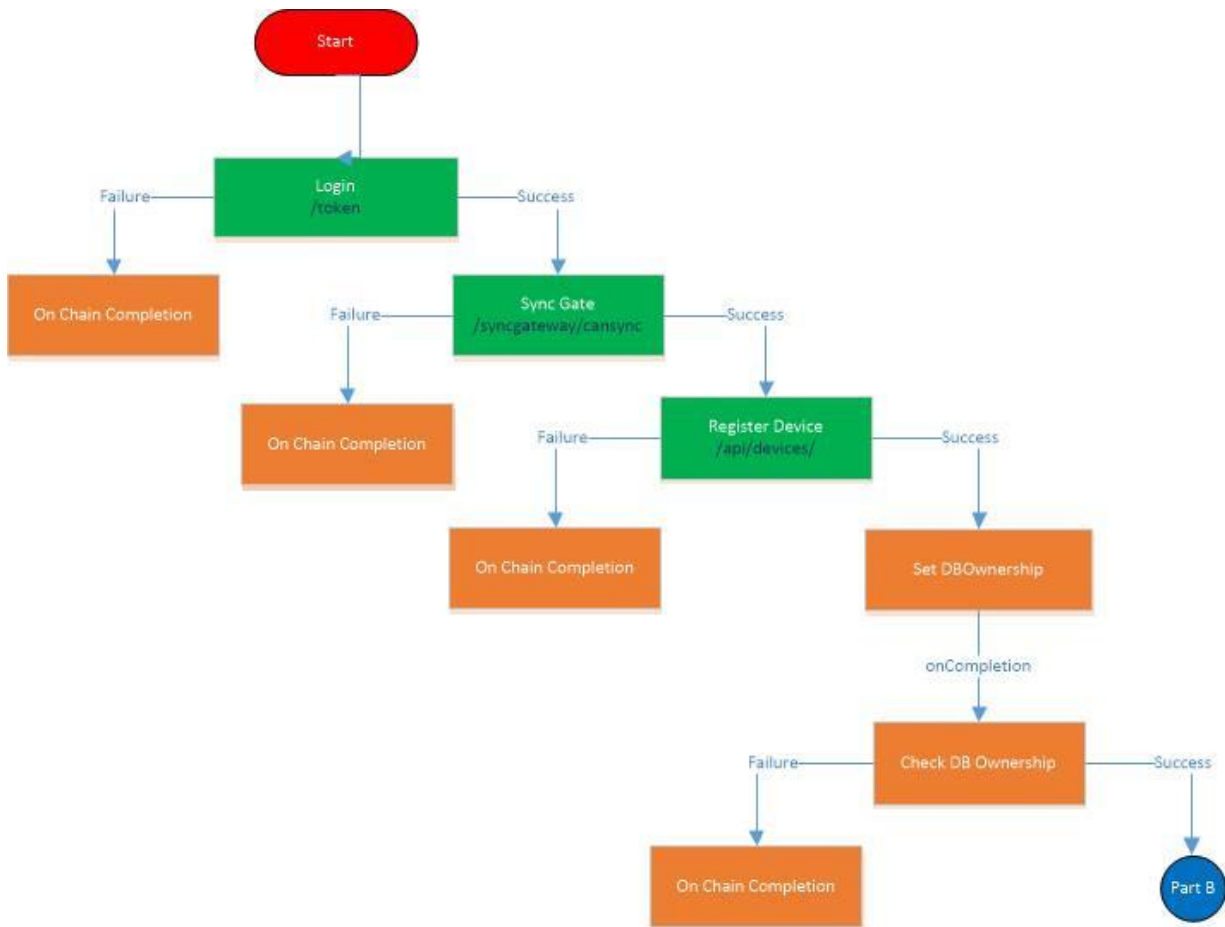 Start
Login
/token
Failure
Success
On Chain Completion
Sync Gate
/syncgateway/cansync
Failure
Success
On Chain Completion
Register Device
/api/devices/
Failure
Success
On Chain Completion
Set DBOwnership
onCompletion
Check DB Ownership
Failure
Success
On Chain Completion
Part B